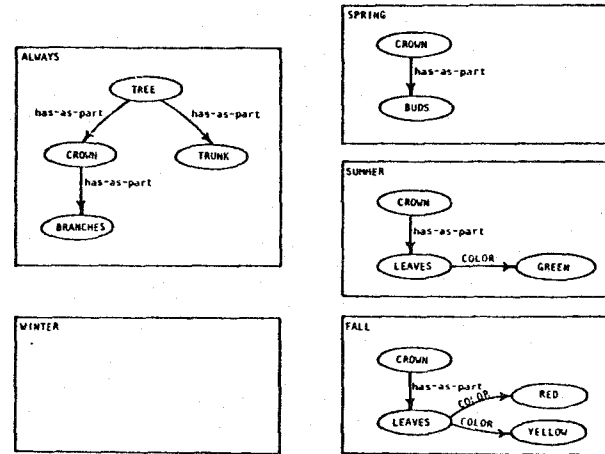 ALWAYS
TREE
has-as-part
has-as-part
CROWN
TRUNK
has-as-part
BRANCHES
WINTER
SPRING
CROWN
has-as-part
BUDS
SUMMER
CROWN
has-as-part
LEAVES
COLOR
GREEN
FALL
CROWN
has-as-part
COLOR
RED
LEAVES
COLOR
YELLOW